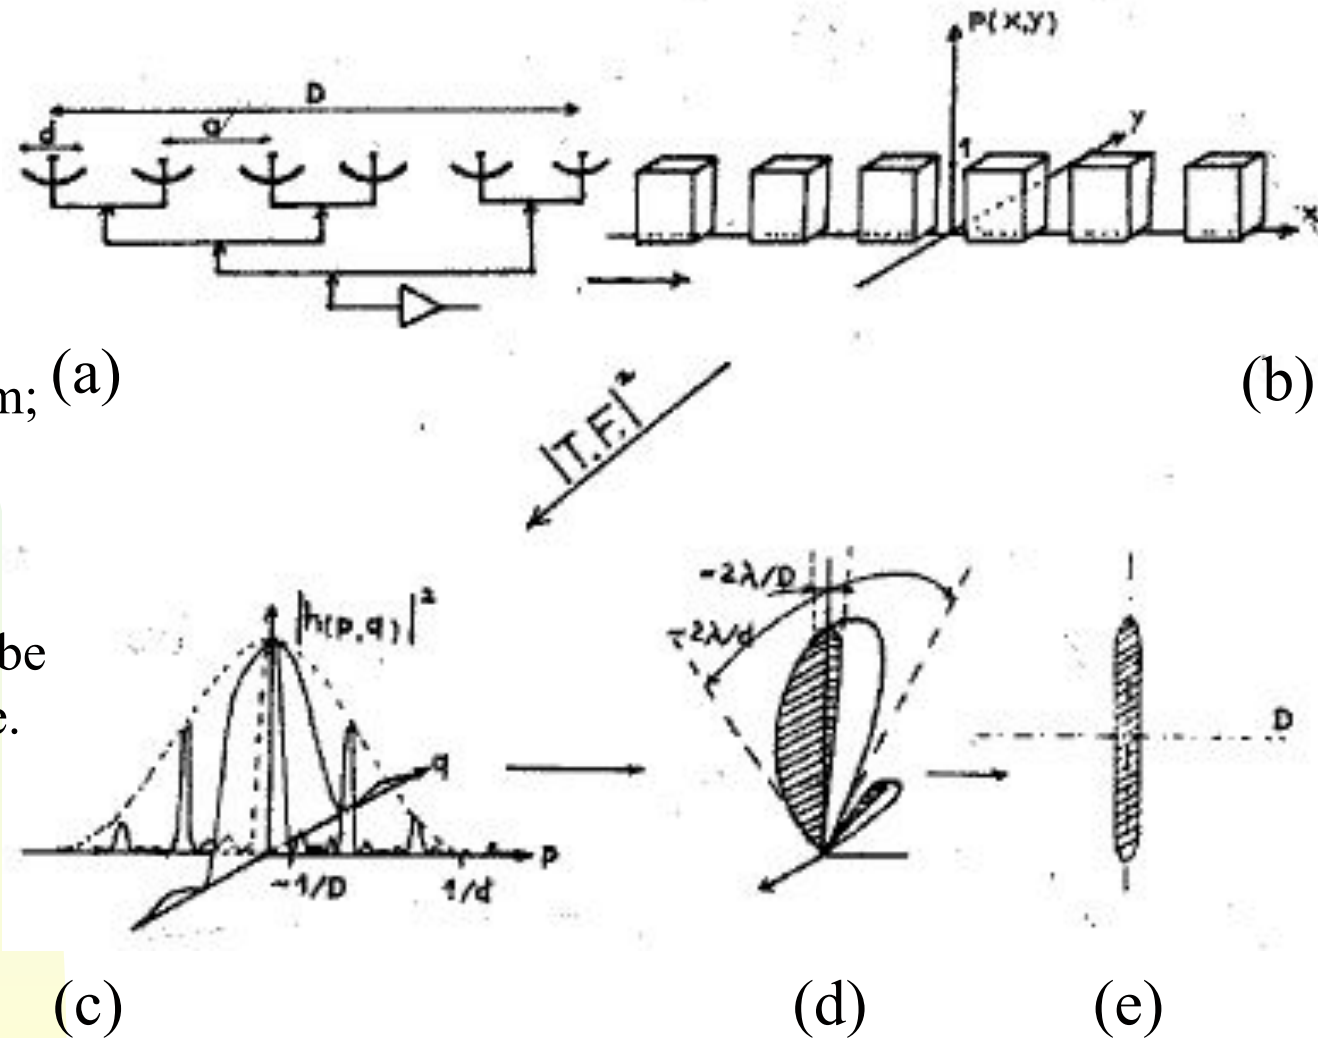 P(x,y)
D
d
a
y
1
x
(a)
m;
(b)
|T.F.|²
be
e.
|h(p,q)|²
q
p
~1/D
1/d
~2λ/D
~2λ/d
D
(c)
(d)
(e)